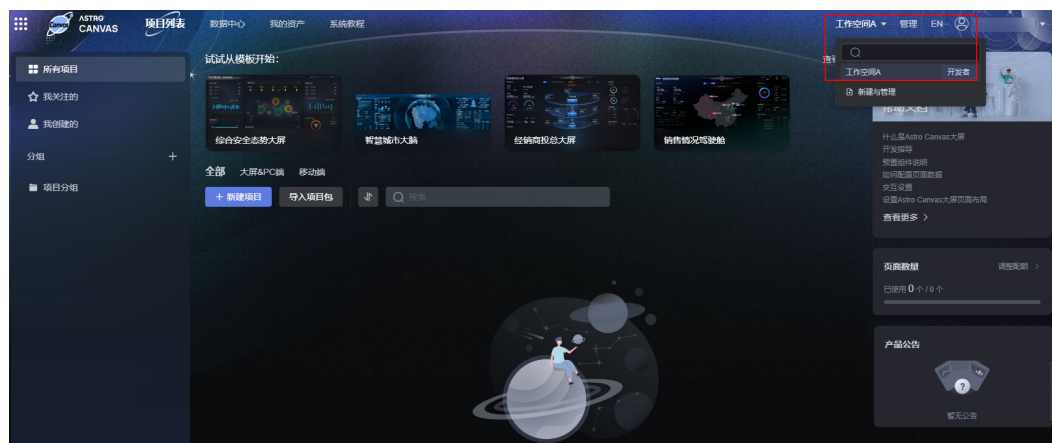 Canvas
ASTRO
CANVAS
项目列表 数据中心 我的资产 系统教程
工作空间A 管理 EN
所有项目
我关注的
我创建的
分组 +
项目分组
试试从模板开始：
综合安全态势大屏 智慧城市大脑 经销商投总大屏 销售情况驾驶舱
全部 大屏&PC端 移动端
+ 新建项目 导入项目包 搜索
工作空间A 开发者
新建与管理
帮助文档
什么是Astro Canvas大屏
开发指导
预置组件说明
如何配置页面数据
交互设置
设置Astro Canvas大屏页面布局
查看更多 >
页面数量 调整配额 >
已使用 0 个 / 0 个
产品公告
?
暂无公告